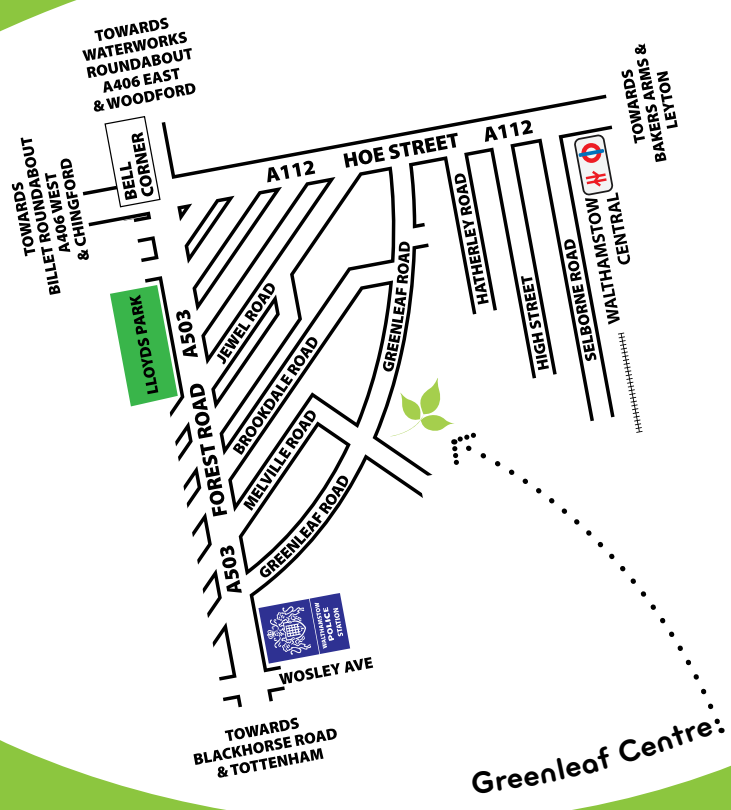 TOWARDS
WATERWORKS
ROUNDABOUT
A406 EAST
& WOODFORD
TOWARDS
BAKERS ARMS &
LEYTON
BELL
CORNER
TOWARDS
BILLET ROUNDABOUT
A406 WEST
& CHINGFORD
A112
HOE STREET
A112
HATHERLEY ROAD
HIGH STREET
SELBORNE ROAD
WALTHAMSTOW
CENTRAL
LLOYDS PARK
A503
JEWEL ROAD
GREENLEAF ROAD
BROOKDALE ROAD
FOREST ROAD
MELVILLE ROAD
GREENLEAF ROAD
A503
WALTHAMSTOW
POLICE
STATION
WOSLEY AVE
TOWARDS
BLACKHORSE ROAD
& TOTTENHAM
Greenleaf Centre: